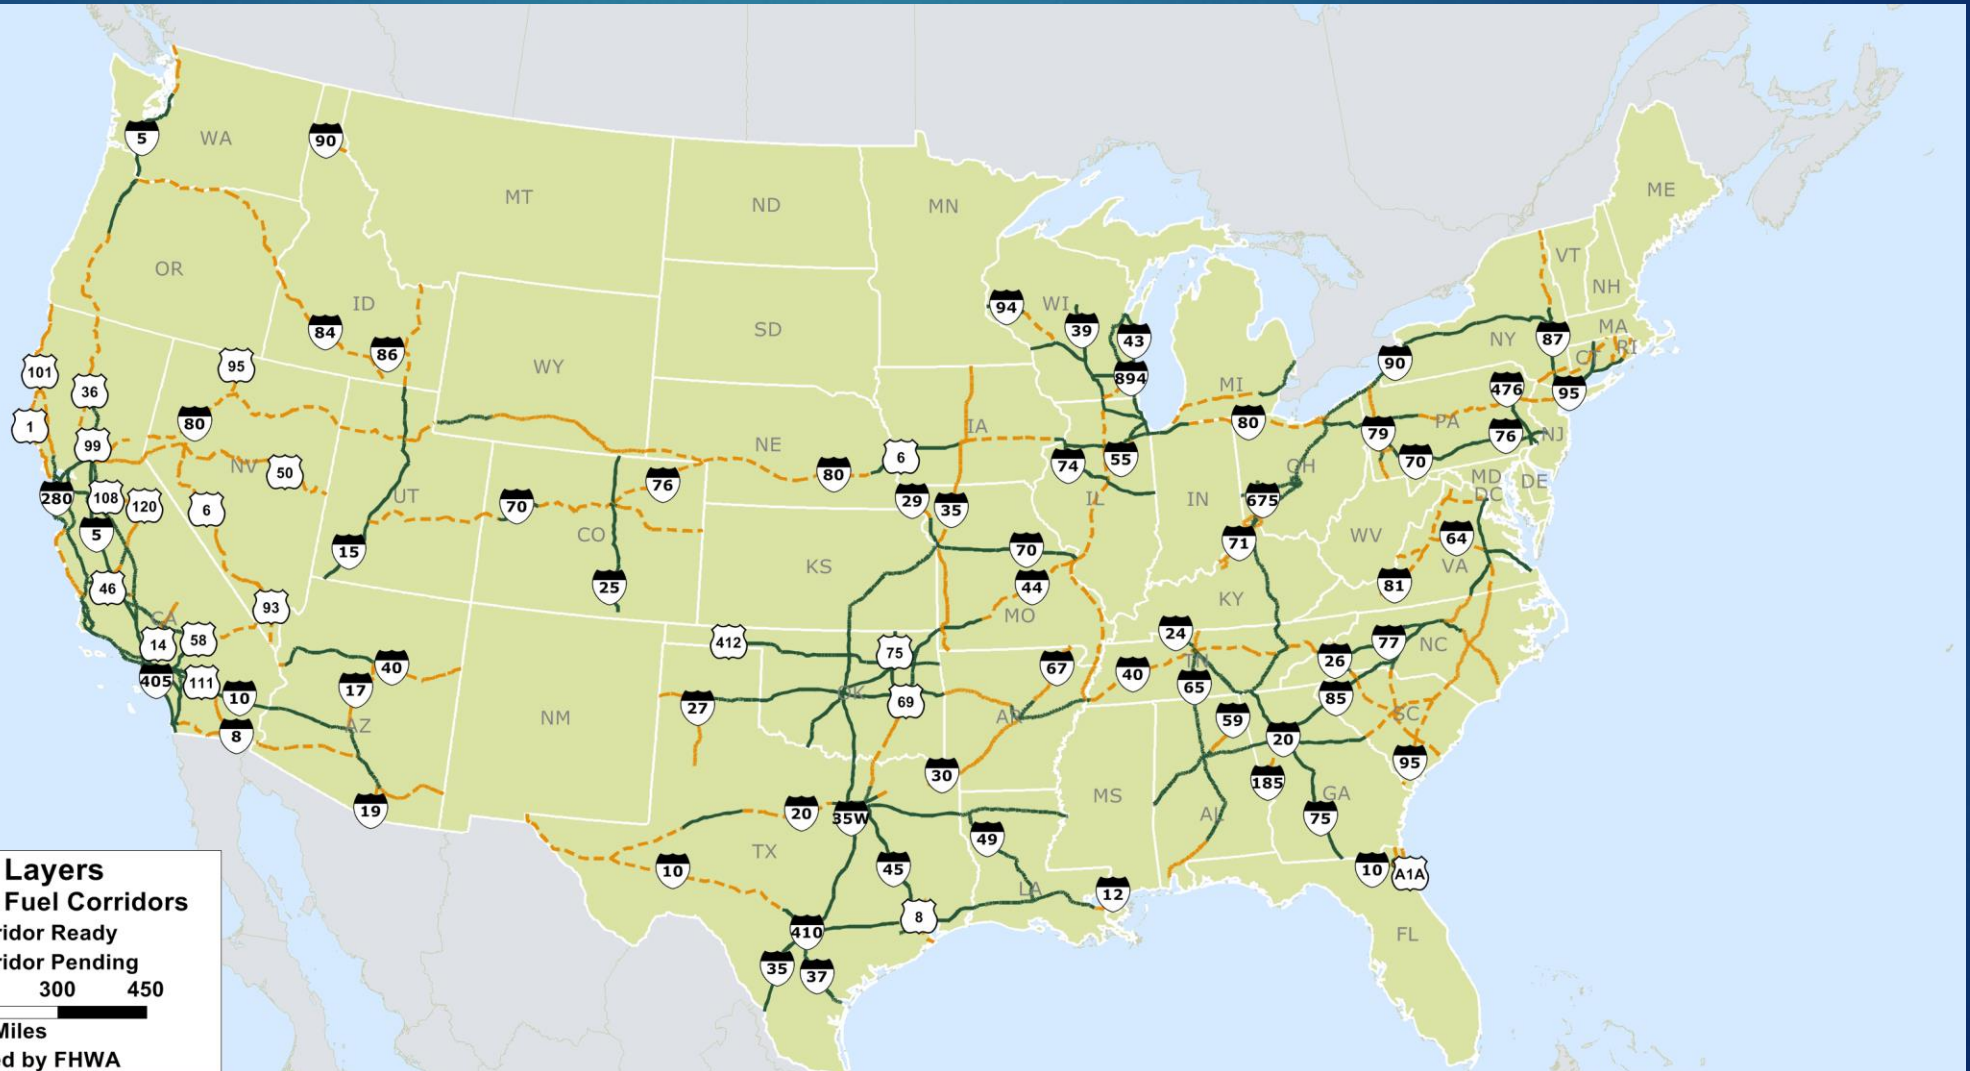 WA
MT
ND
MN
ME
OR
ID
SD
WI
VT
NH
NY
MA
CT
RI
WY
MI
IA
NE
PA
NJ
NV
UT
CO
KS
IL
IN
OH
MD
DE
DC
WV
VA
MO
KY
CA
AZ
NM
OK
AR
TN
NC
SC
TX
MS
AL
GA
LA
FL
5
90
84
86
95
101
36
1
80
99
50
280
108
120
6
5
15
46
93
14
58
405
111
10
8
17
40
19
70
76
25
80
6
29
35
94
39
43
894
74
55
80
70
44
412
75
27
69
67
30
20
35W
10
45
49
8
12
410
35
37
90
87
476
95
79
70
76
675
71
64
81
24
40
65
26
77
85
59
20
185
95
75
10
A1A
Layers
Fuel Corridors
ridor Ready
ridor Pending
300 450
Miles
ed by FHWA